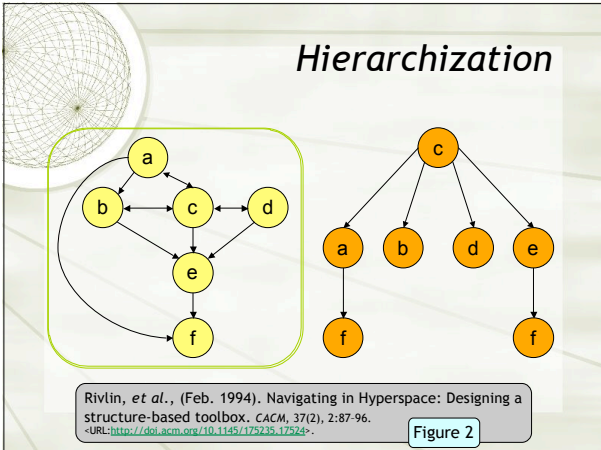 Hierarchization
a
b
c
d
e
f
c
a
b
d
e
f
f
Rivlin, et al., (Feb. 1994). Navigating in Hyperspace: Designing a
structure-based toolbox. CACM, 37(2), 2:87-96.
<URL:http://doi.acm.org/10.1145/175235.17524>.
Figure 2